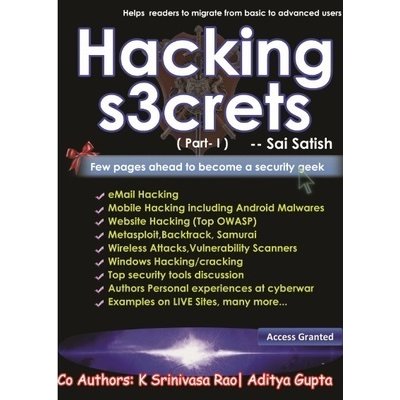 Helps readers to migrate from basic to advanced users
Hacking
s3crets
( Part- I ) -- Sai Satish
Few pages ahead to become a security geek
eMail Hacking
Mobile Hacking including Android Malwares
Website Hacking (Top OWASP)
Metasploit,Backtrack, Samurai
Wireless Attacks,Vulnerability Scanners
Windows Hacking/cracking
Top security tools discussion
Authors Personal experiences at cyberwar
Examples on LIVE Sites, many more...
Access Granted
Co Authors: K Srinivasa Rao| Aditya Gupta